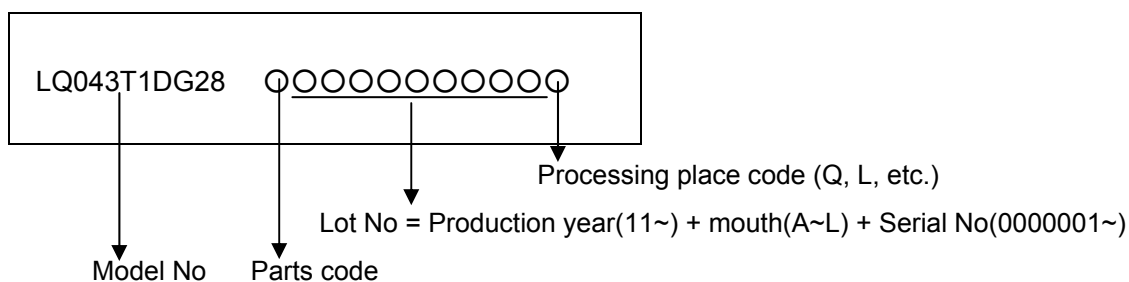 LQ043T1DG28 ○○○○○○○○○○○
Processing place code (Q, L, etc.)
Lot No = Production year(11~) + mouth(A~L) + Serial No(0000001~)
Model No Parts code